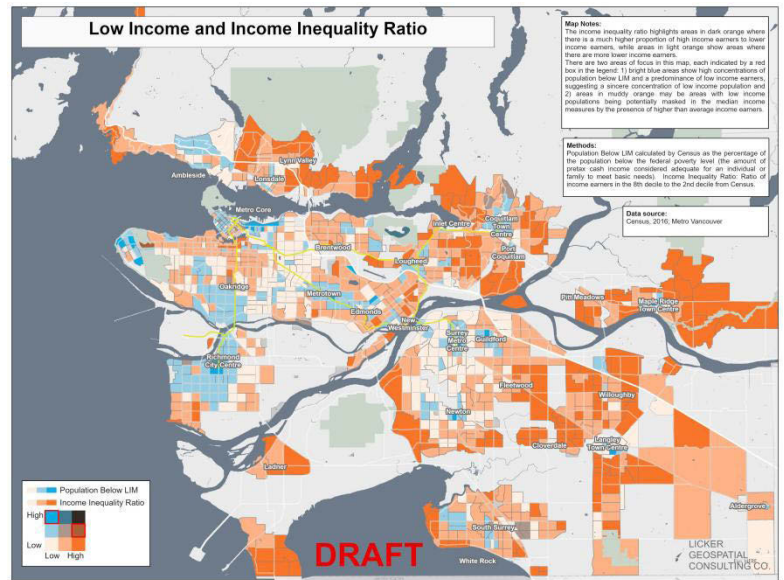 Low Income and Income Inequality Ratio
Map Notes:
The income inequality ratio highlights areas in dark orange where
there is a much higher proportion of high income earners to lower
income earners, while areas in light orange show areas where
there are more lower income earners.
There are two areas of focus in this map, each indicated by a red
box in the legend: 1) bright blue areas show high concentrations of
population below LIM and a predominance of low income earners,
suggesting a sincere concentration of low income population and
2) areas in muddy orange may be areas with low income
populations being potentially masked in the median income
measures by the presence of higher than average income earners.
Methods:
Population Below LIM calculated by Census as the percentage of
the population below the federal poverty level (the amount of
pretax cash income considered adequate for an individual or
family to meet basic needs). Income Inequality Ratio: Ratio of
income earners in the 8th decile to the 2nd decile from Census.
Data source:
Census, 2016; Metro Vancouver
Lynn Valley
Ambleside
Lonsdale
Metro Core
Inlet Centre
Coquitlam
Town
Centre
Brentwood
Lougheed
Port
Coquitlam
Oakridge
Metrotown
Edmonds
New
Westminster
Pitt Meadows
Maple Ridge
Town Centre
Richmond
City Centre
Surrey
Metro
Centre
Guildford
Fleetwood
Willoughby
Newton
Cloverdale
Langley
Town Centre
Ladner
Aldergrove
South Surrey
White Rock
Population Below LIM
Income Inequality Ratio
High
Low
Low High
DRAFT
LICKER
GEOSPATIAL
CONSULTING CO.